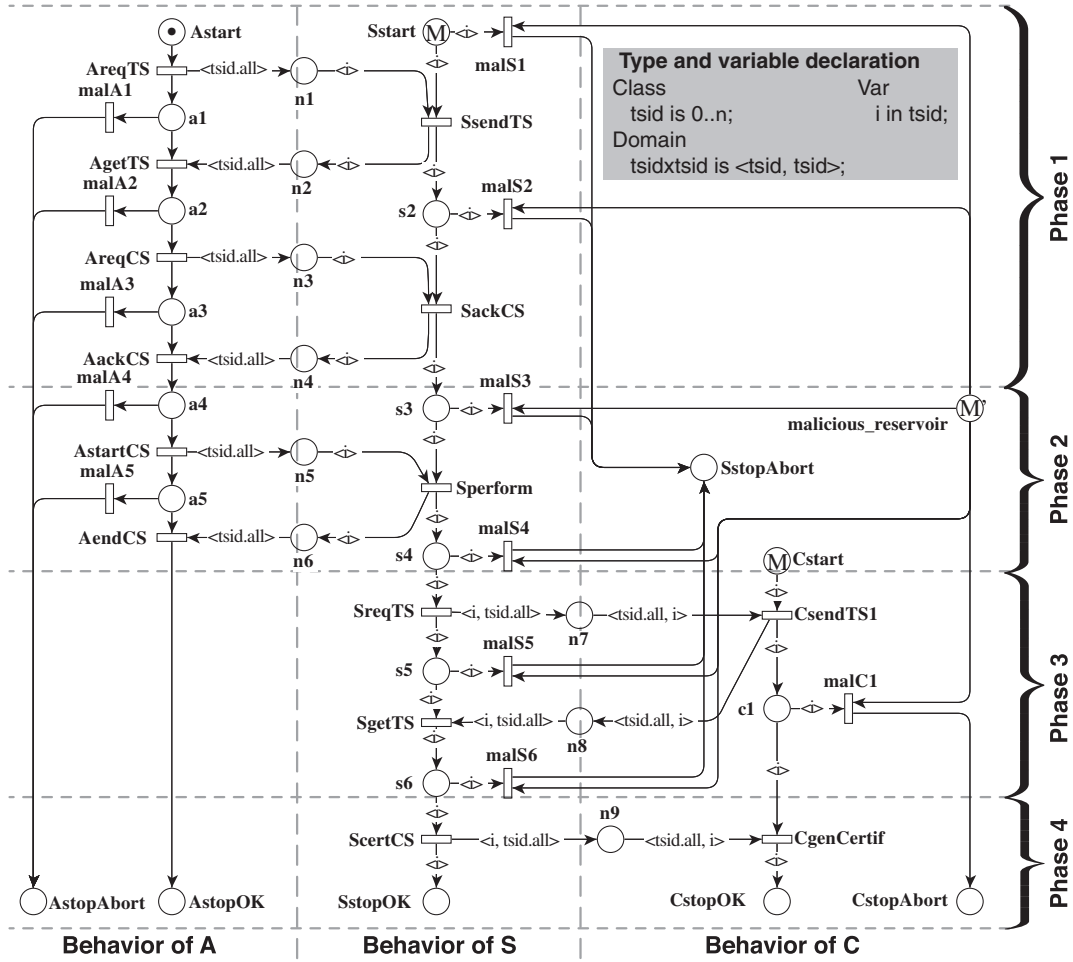 Astart
Sstart
M
<i>
malS1
AreqTS
<tsid.all>
<i>
<i>
n1
malA1
a1
SsendTS
Type and variable declaration
Class
Var
tsid is 0..n;
i in tsid;
Domain
tsidxtsid is <tsid, tsid>;
Phase 1
AgetTS
<tsid.all>
<i>
<i>
n2
malA2
malS2
a2
s2
<i>
<i>
AreqCS
<tsid.all>
<i>
n3
malA3
a3
SackCS
AackCS
<tsid.all>
<i>
<i>
n4
malS3
malA4
a4
s3
<i>
M'
malicious_reservoir
<i>
AstartCS
<tsid.all>
<i>
n5
SstopAbort
Phase 2
malA5
Sperform
a5
<i>
malS4
AendCS
<tsid.all>
<i>
n6
s4
<i>
M
Cstart
<i>
<i>
SreqTS
<i, tsid.all>
<tsid.all, i>
CsendTS1
n7
<i>
<i>
malS5
s5
<i>
malC1
Phase 3
<i>
c1
<i>
SgetTS
<i, tsid.all>
<tsid.all, i>
n8
<i>
malS6
<i>
s6
<i>
<i>
n9
ScertCS
<i, tsid.all>
<tsid.all, i>
CgenCertif
<i>
<i>
Phase 4
AstopAbort
AstopOK
SstopOK
CstopOK
CstopAbort
Behavior of A
Behavior of S
Behavior of C